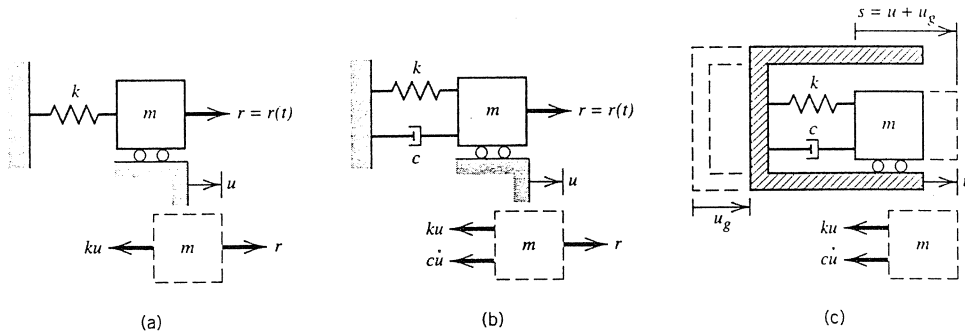 k
m
r = r(t)
u
ku
m
r
(a)
k
c
m
r = r(t)
u
ku
cu̇
m
r
(b)
s = u + u_g
k
c
m
u_g
ku
cu̇
m
(c)